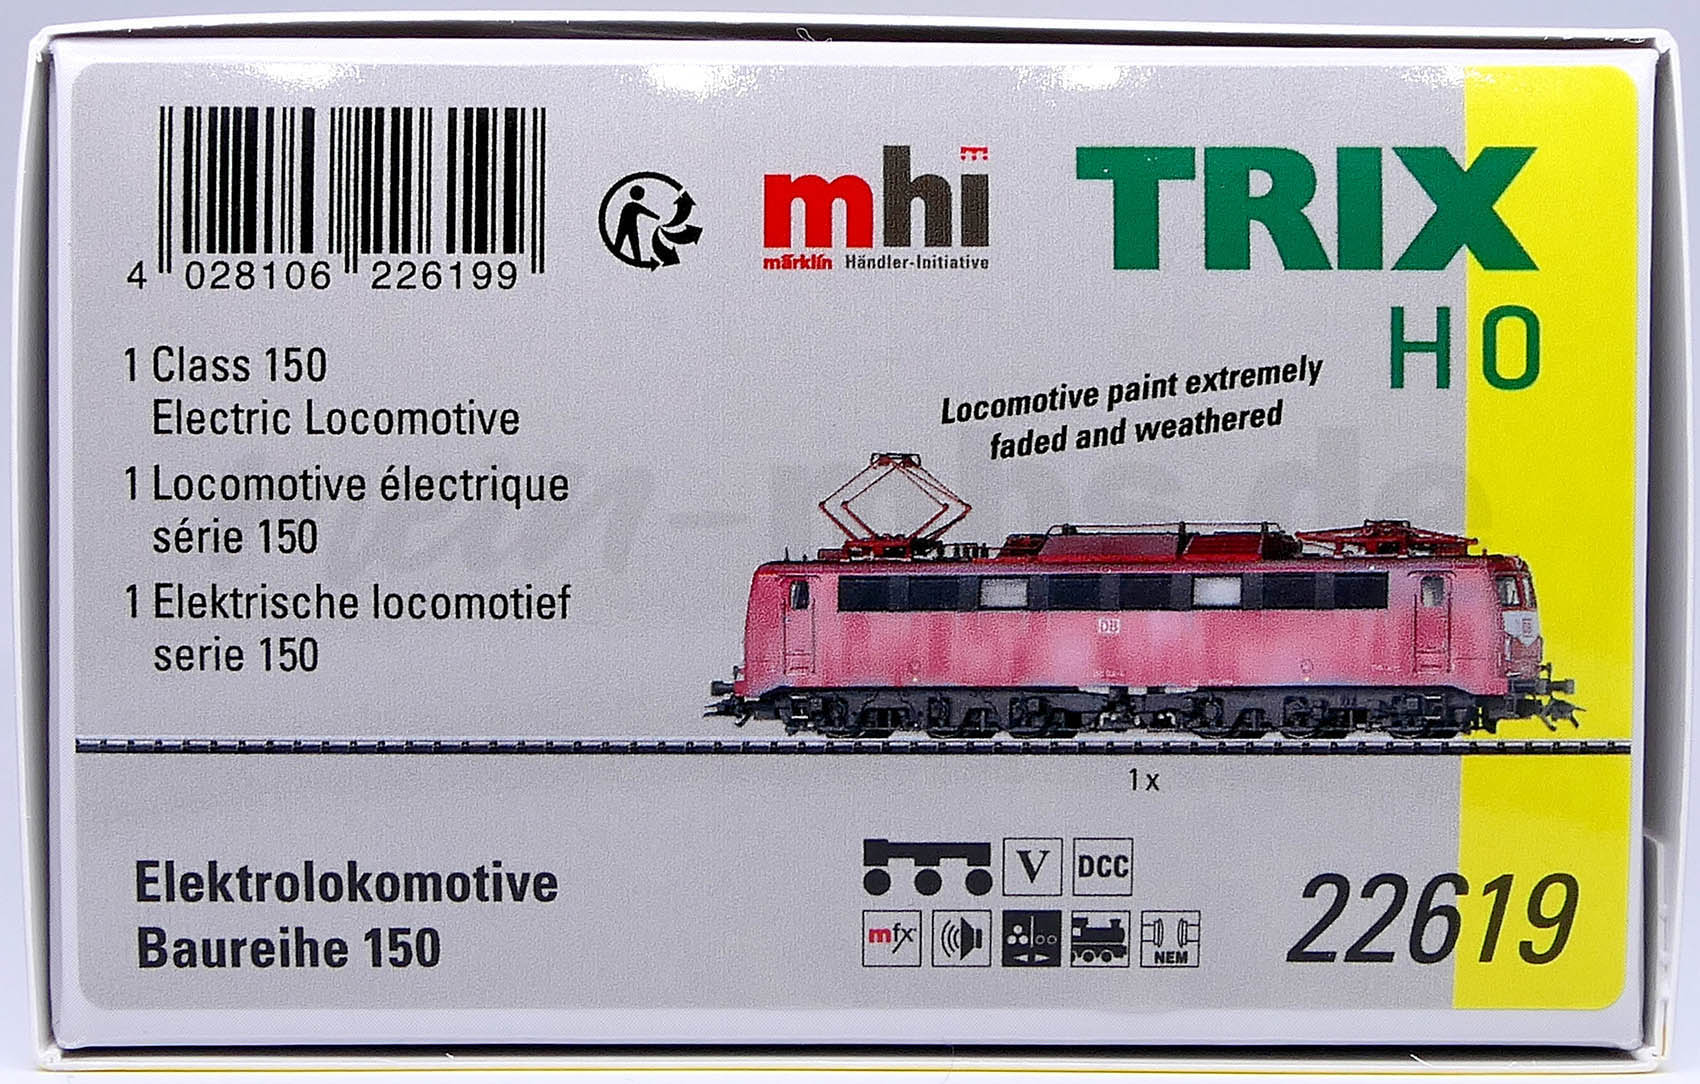 4 028106 226199
mhi
märklin Händler-Initiative
TRIX
H0
1 Class 150
Electric Locomotive
1 Locomotive électrique
série 150
1 Elektrische locomotief
serie 150
Locomotive paint extremely
faded and weathered
DB
1 x
Elektrolokomotive
Baureihe 150
V
DCC
mfx
NEM
22619